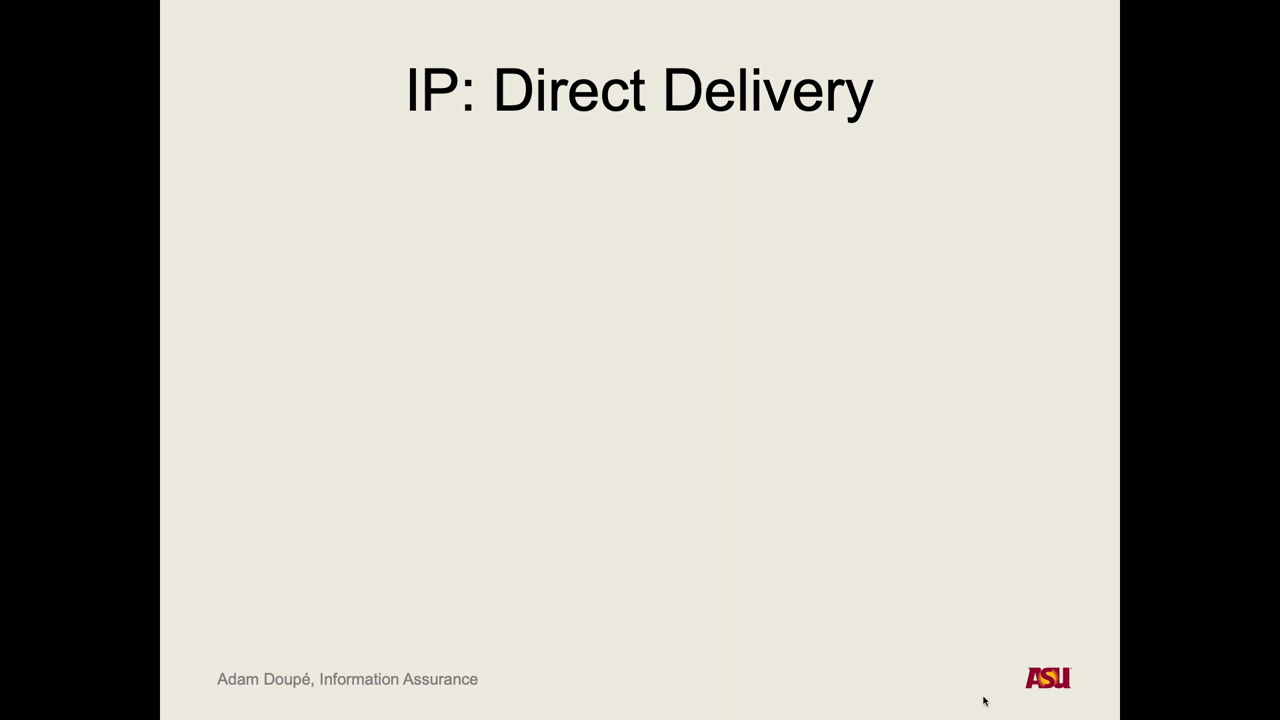 IP: Direct Delivery
Adam Doupé, Information Assurance
ASU